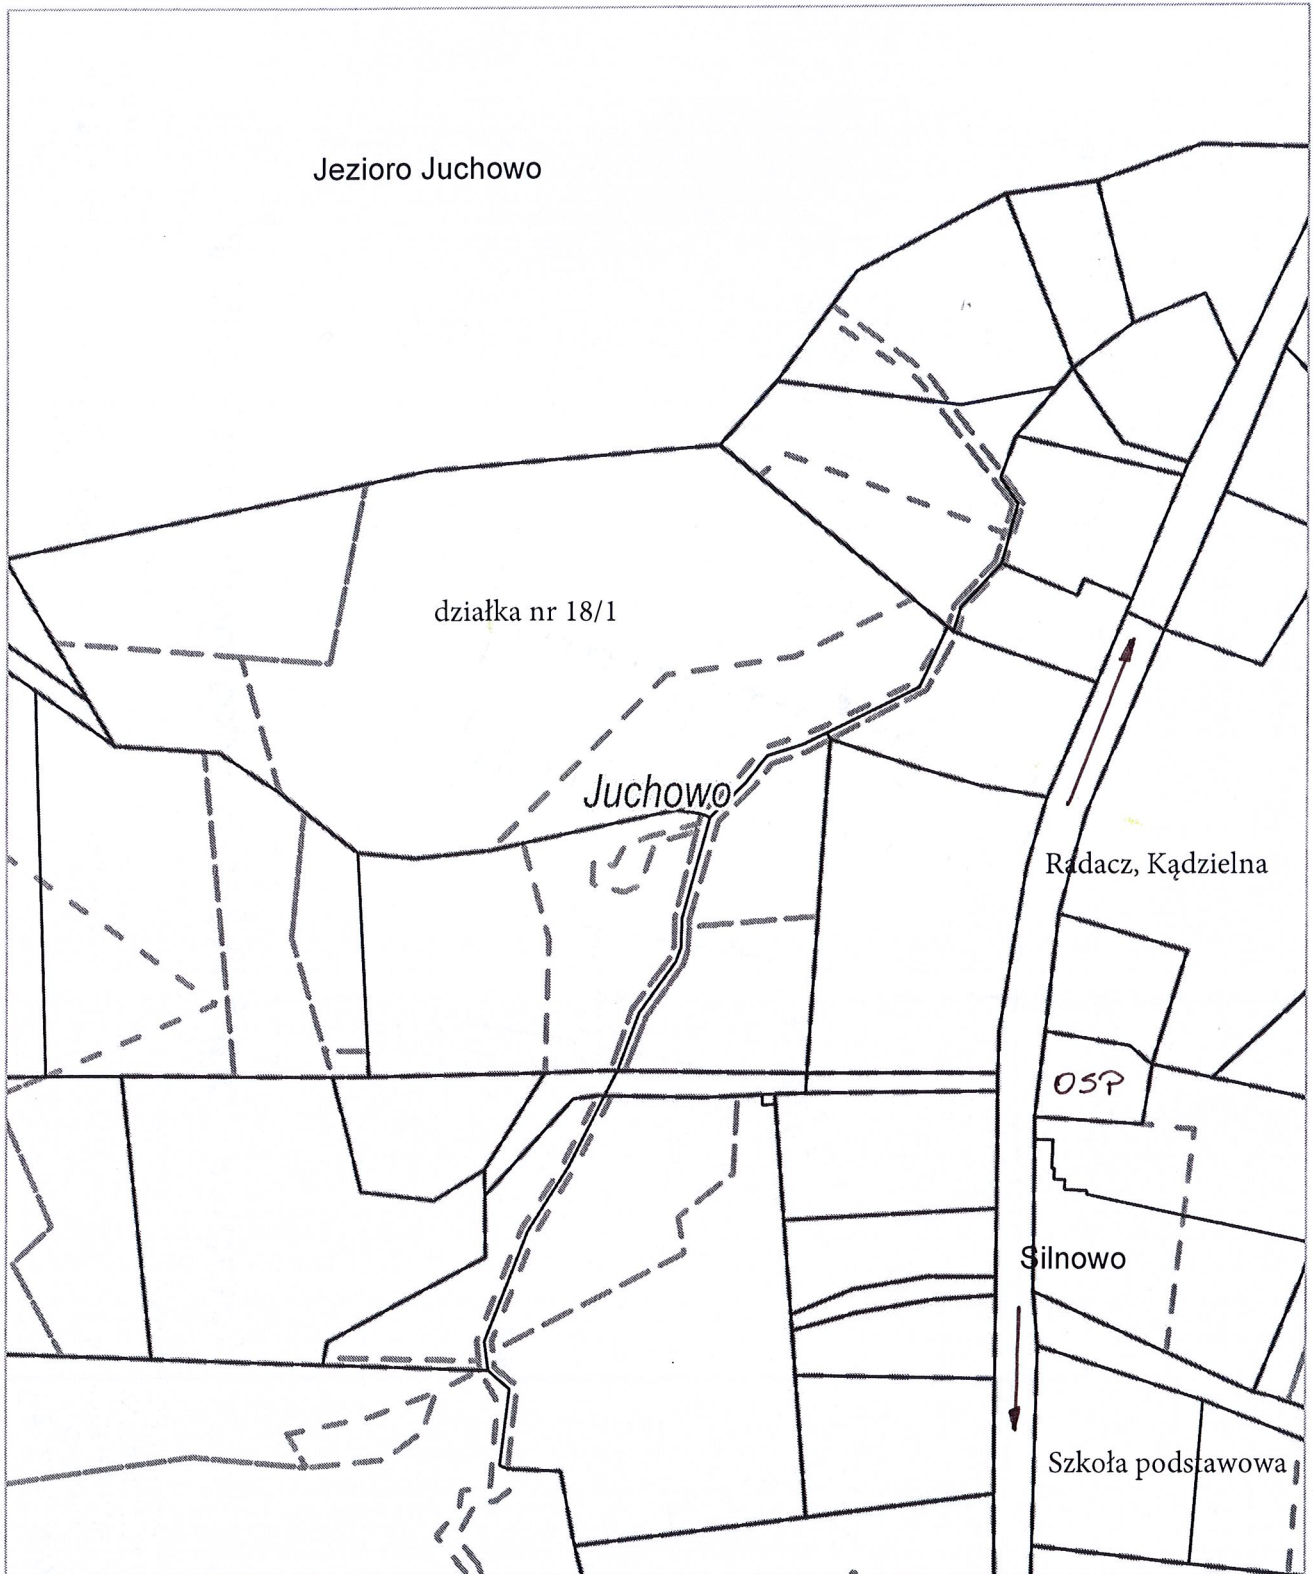 Jezioro Juchowo
działka nr 18/1
Juchowo
Radacz, Kądzielna
OSP
Silnowo
Szkoła podstawowa